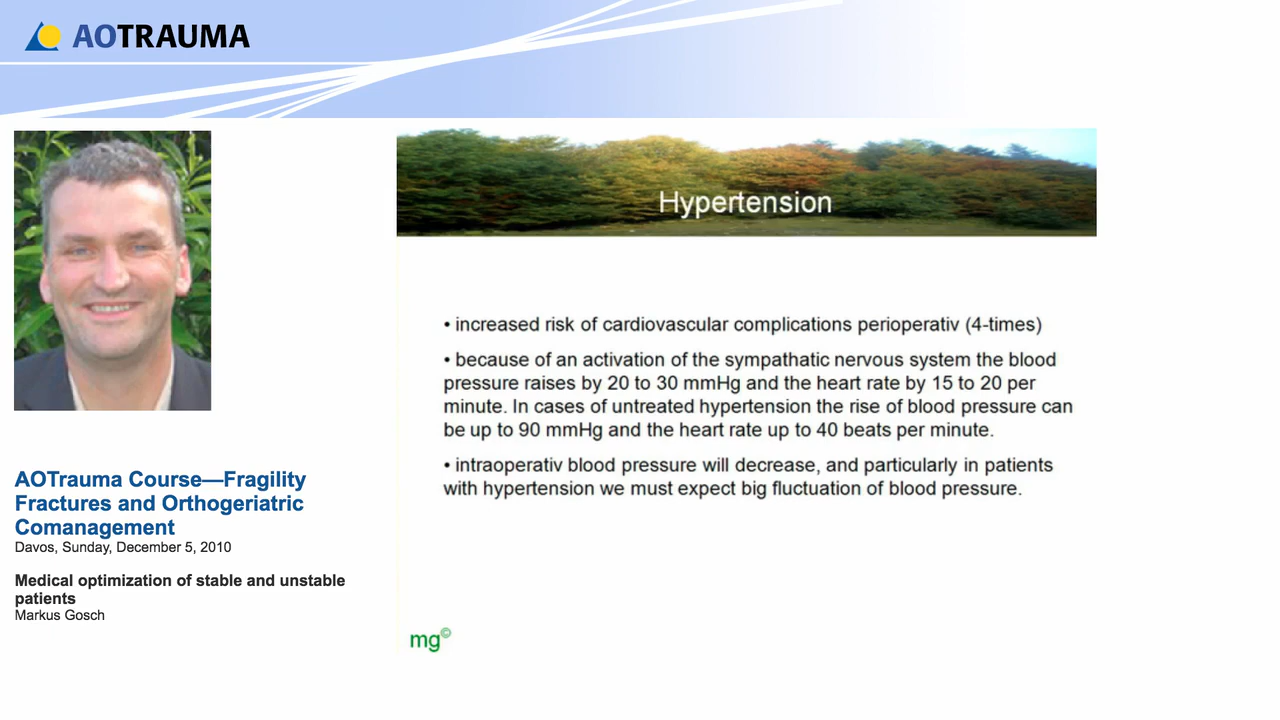 AOTRAUMA
Hypertension
• increased risk of cardiovascular complications perioperativ (4-times)
• because of an activation of the sympathatic nervous system the blood
pressure raises by 20 to 30 mmHg and the heart rate by 15 to 20 per
minute. In cases of untreated hypertension the rise of blood pressure can
be up to 90 mmHg and the heart rate up to 40 beats per minute.
• intraoperativ blood pressure will decrease, and particularly in patients
with hypertension we must expect big fluctuation of blood pressure.
mg©
AOTrauma Course—Fragility
Fractures and Orthogeriatric
Comanagement
Davos, Sunday, December 5, 2010
Medical optimization of stable and unstable
patients
Markus Gosch